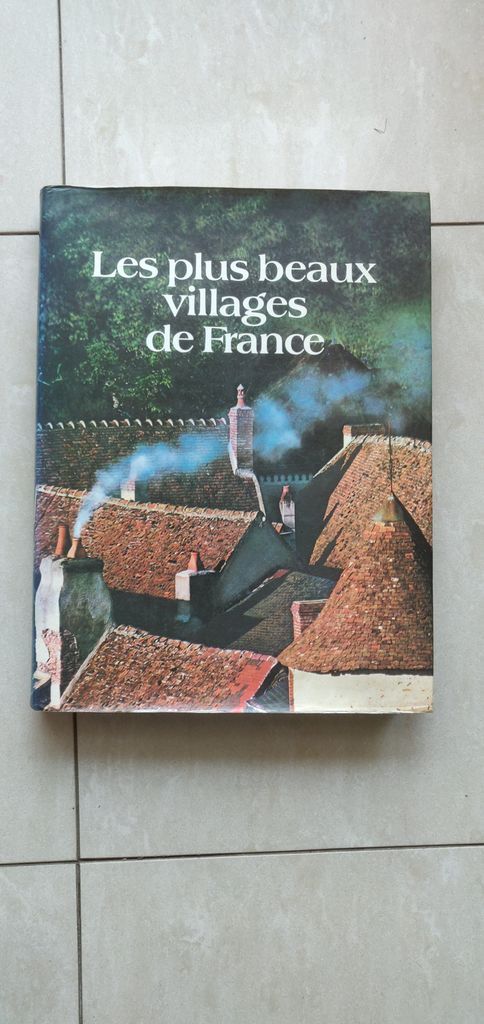 Les plus beaux
villages
de France